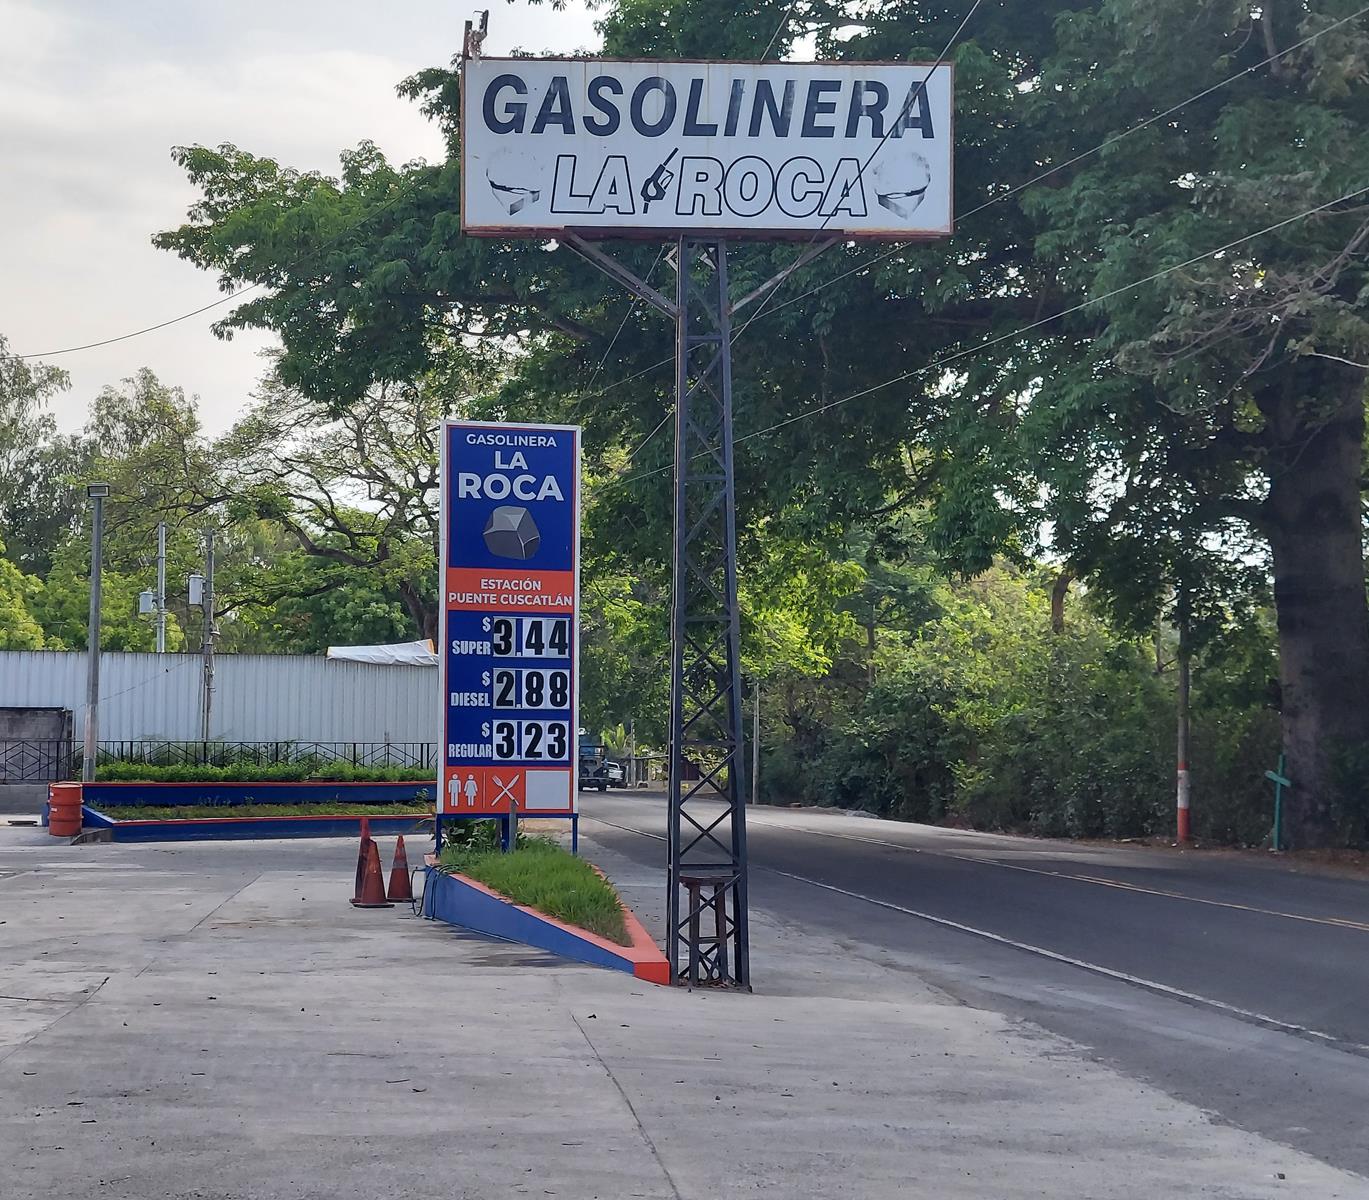 GASOLINERA
LA ROCA
GASOLINERA
LA
ROCA
ESTACIÓN
PUENTE CUSCATLÁN
$
SUPER 3.44
$
DIESEL 2.88
$
REGULAR 3.23